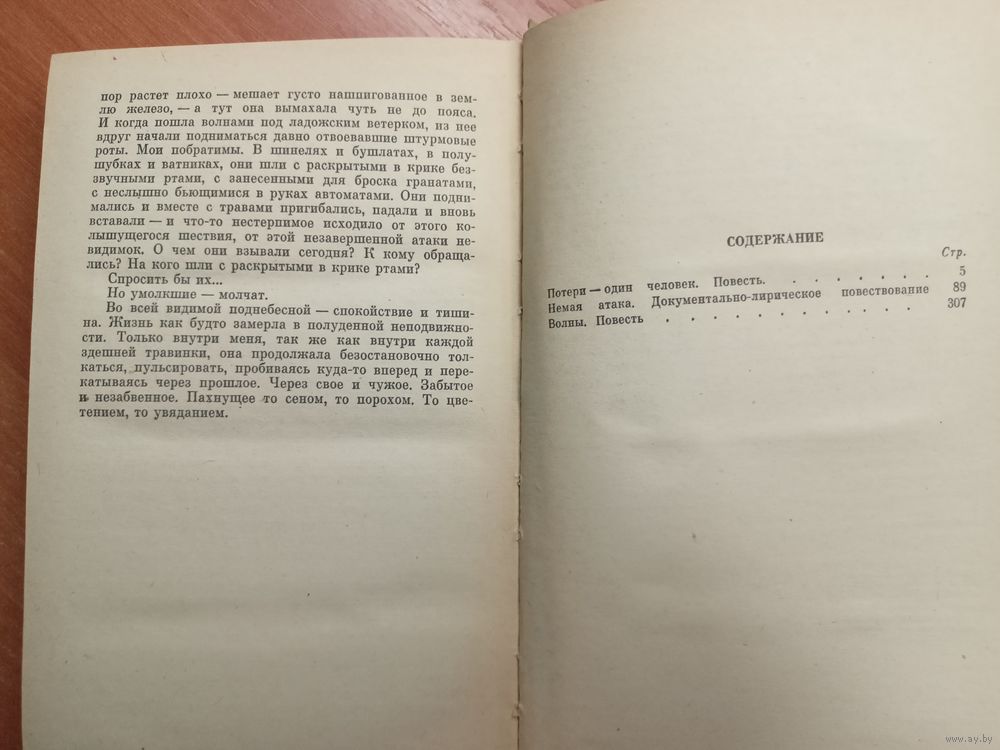 пор растет плохо — мешает густо нашпигованное в зем-
лю железо, — а тут она вымахала чуть не до пояса.
И когда пошла волнами под ладожским ветерком, из нее
вдруг начали подниматься давно отвоевавшие штурмовые
роты. Мои побратимы. В шинелях и бушлатах, в полу-
шубках и ватниках, они шли с раскрытыми в крике без-
звучными ртами, с занесенными для броска гранатами,
с неслышно бьющимися в руках автоматами. Они подни-
мались и вместе с травами пригибались, падали и вновь
вставали — и что-то нестерпимое исходило от этого ко-
лышущегося шествия, от этой незавершенной атаки не-
видимок. О чем они взывали сегодня? К кому обраща-
лись? На кого шли с раскрытыми в крике ртами?
Спросить бы их...
Но умолкшие — молчат.
Во всей видимой поднебесной — спокойствие и тиши-
на. Жизнь как будто замерла в полуденной неподвижно-
сти. Только внутри меня, так же как внутри каждой
здешней травинки, она продолжала безостановочно тол-
каться, пульсировать, пробиваясь куда-то вперед и пере-
катываясь через прошлое. Через свое и чужое. Забытое
и незабвенное. Пахнущее то сеном, то порохом. То цве-
тением, то увяданием.
СОДЕРЖАНИЕ
Стр.
Потери — один человек. Повесть. . . . . . . 5
Немая атака. Документально-лирическое повествование 89
Волны. Повесть . . . . . . . . . . . . 307
www.ay.by